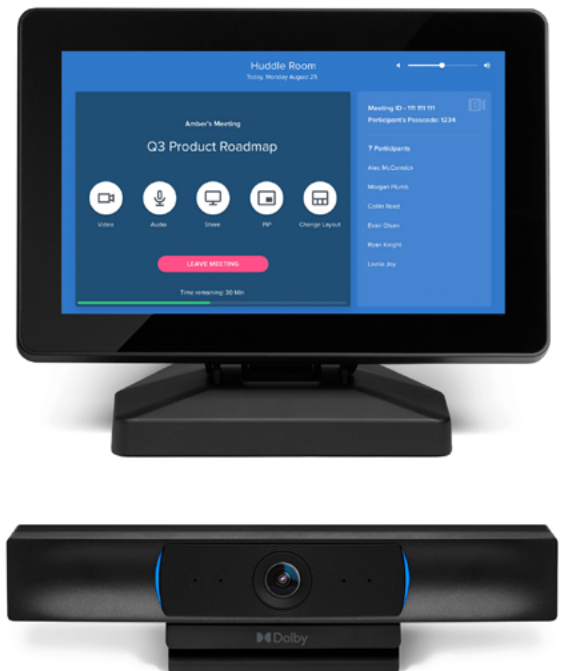 Huddle Room
Today, Monday August 25
Amber's Meeting
Q3 Product Roadmap
Video
Audio
Share
PIP
Change Layout
LEAVE MEETING
Time remaining: 30 Min
Meeting ID - 111 111 111
Participant's Passcode: 1234
7 Participants
Alec McCormick
Morgan Plumb
Collin Reed
Evan Olsen
Ryan Knight
Leslie Joy
Dolby